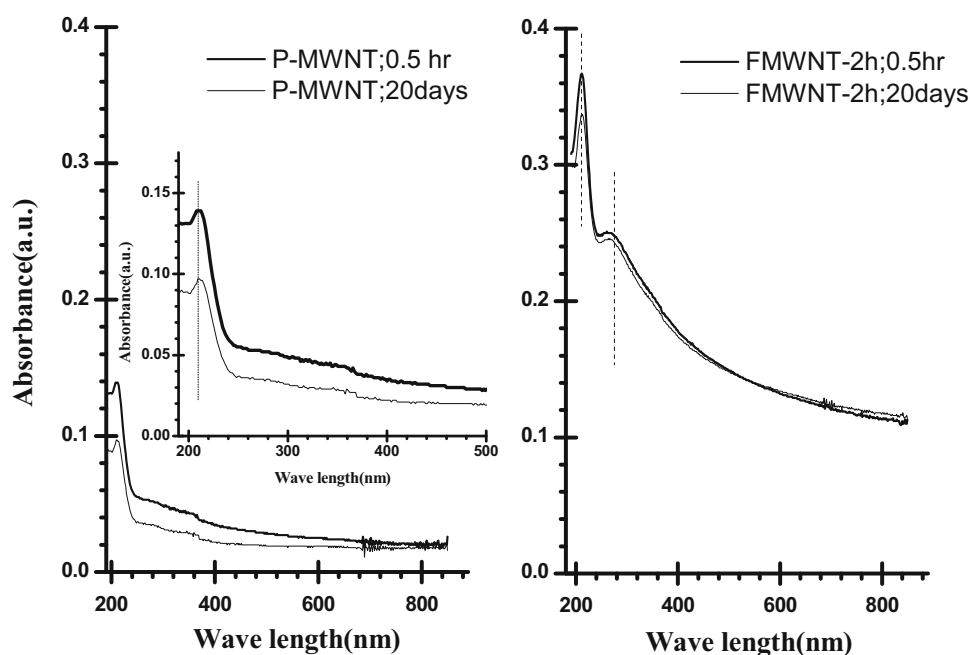 0.4
0.3
0.2
0.1
0.0
Absorbance(a.u.)
P-MWNT;0.5 hr
P-MWNT;20days
0.15
0.10
0.05
0.00
Absorbance(a.u.)
200 300 400 500
Wave length(nm)
200 400 600 800
Wave length(nm)
0.4
0.3
0.2
0.1
0.0
FMWNT-2h;0.5hr
FMWNT-2h;20days
200 400 600 800
Wave length(nm)